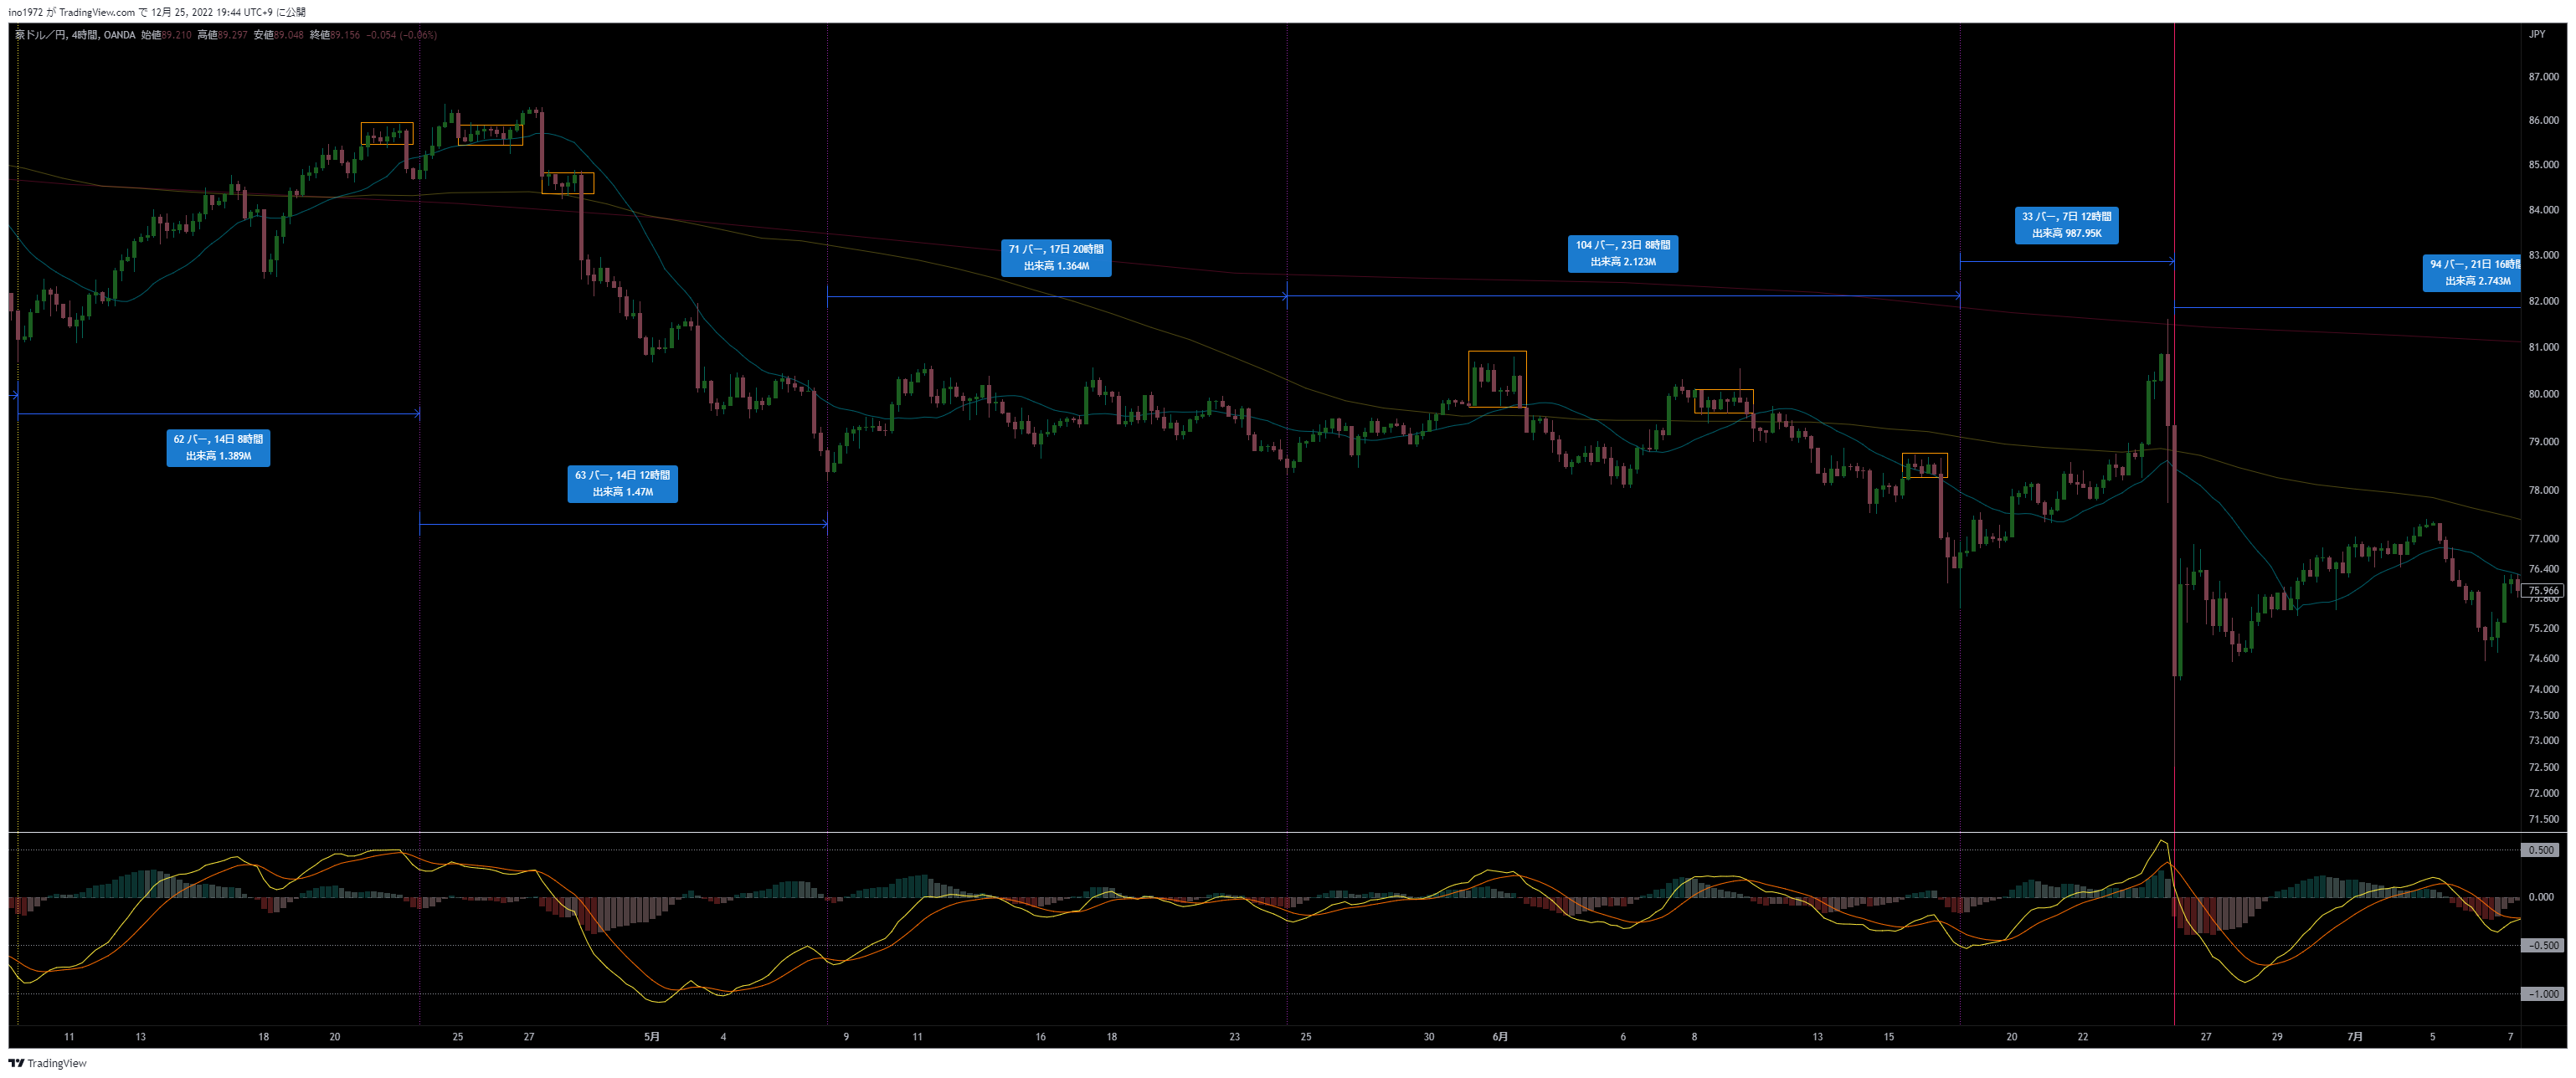 ino1972 が TradingView.com で 12月 25, 2022 19:44 UTC+9 に公開
豪ドル／円, 4時間, OANDA 始値89.210 高値89.297 安値89.048 終値89.156 −0.054 (−0.06%)
JPY
87.000
86.000
85.000
84.000
83.000
82.000
81.000
80.000
79.000
78.000
77.000
76.400
75.966
75.800
75.200
74.600
74.000
73.500
73.000
72.500
72.000
71.500
33 バー, 7日 12時間
出来高 987.95K
71 バー, 17日 20時間
出来高 1.364M
104 バー, 23日 8時間
出来高 2.123M
94 バー, 21日 16時間
出来高 2.743M
62 バー, 14日 8時間
出来高 1.389M
63 バー, 14日 12時間
出来高 1.47M
0.500
0.000
−0.500
−1.000
11 13 18 20 25 27 5月 4 9 11 16 18 23 25 30 6月 6 8 13 15 20 22 27 29 7月 5 7
TradingView